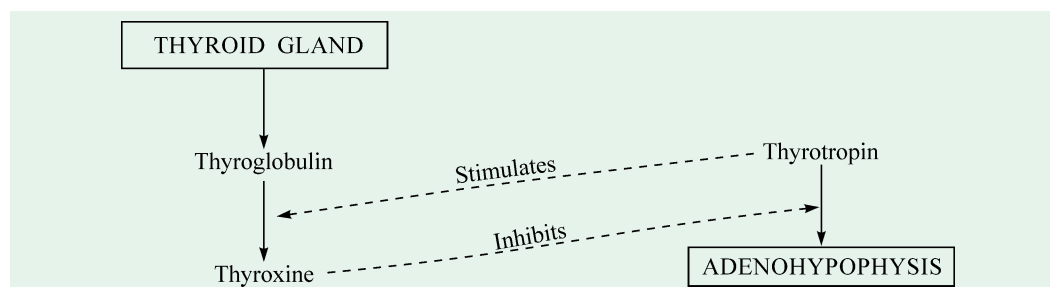 THYROID GLAND
Thyroglobulin
Thyrotropin
Stimulates
Inhibits
Thyroxine
ADENOHYPOPHYSIS